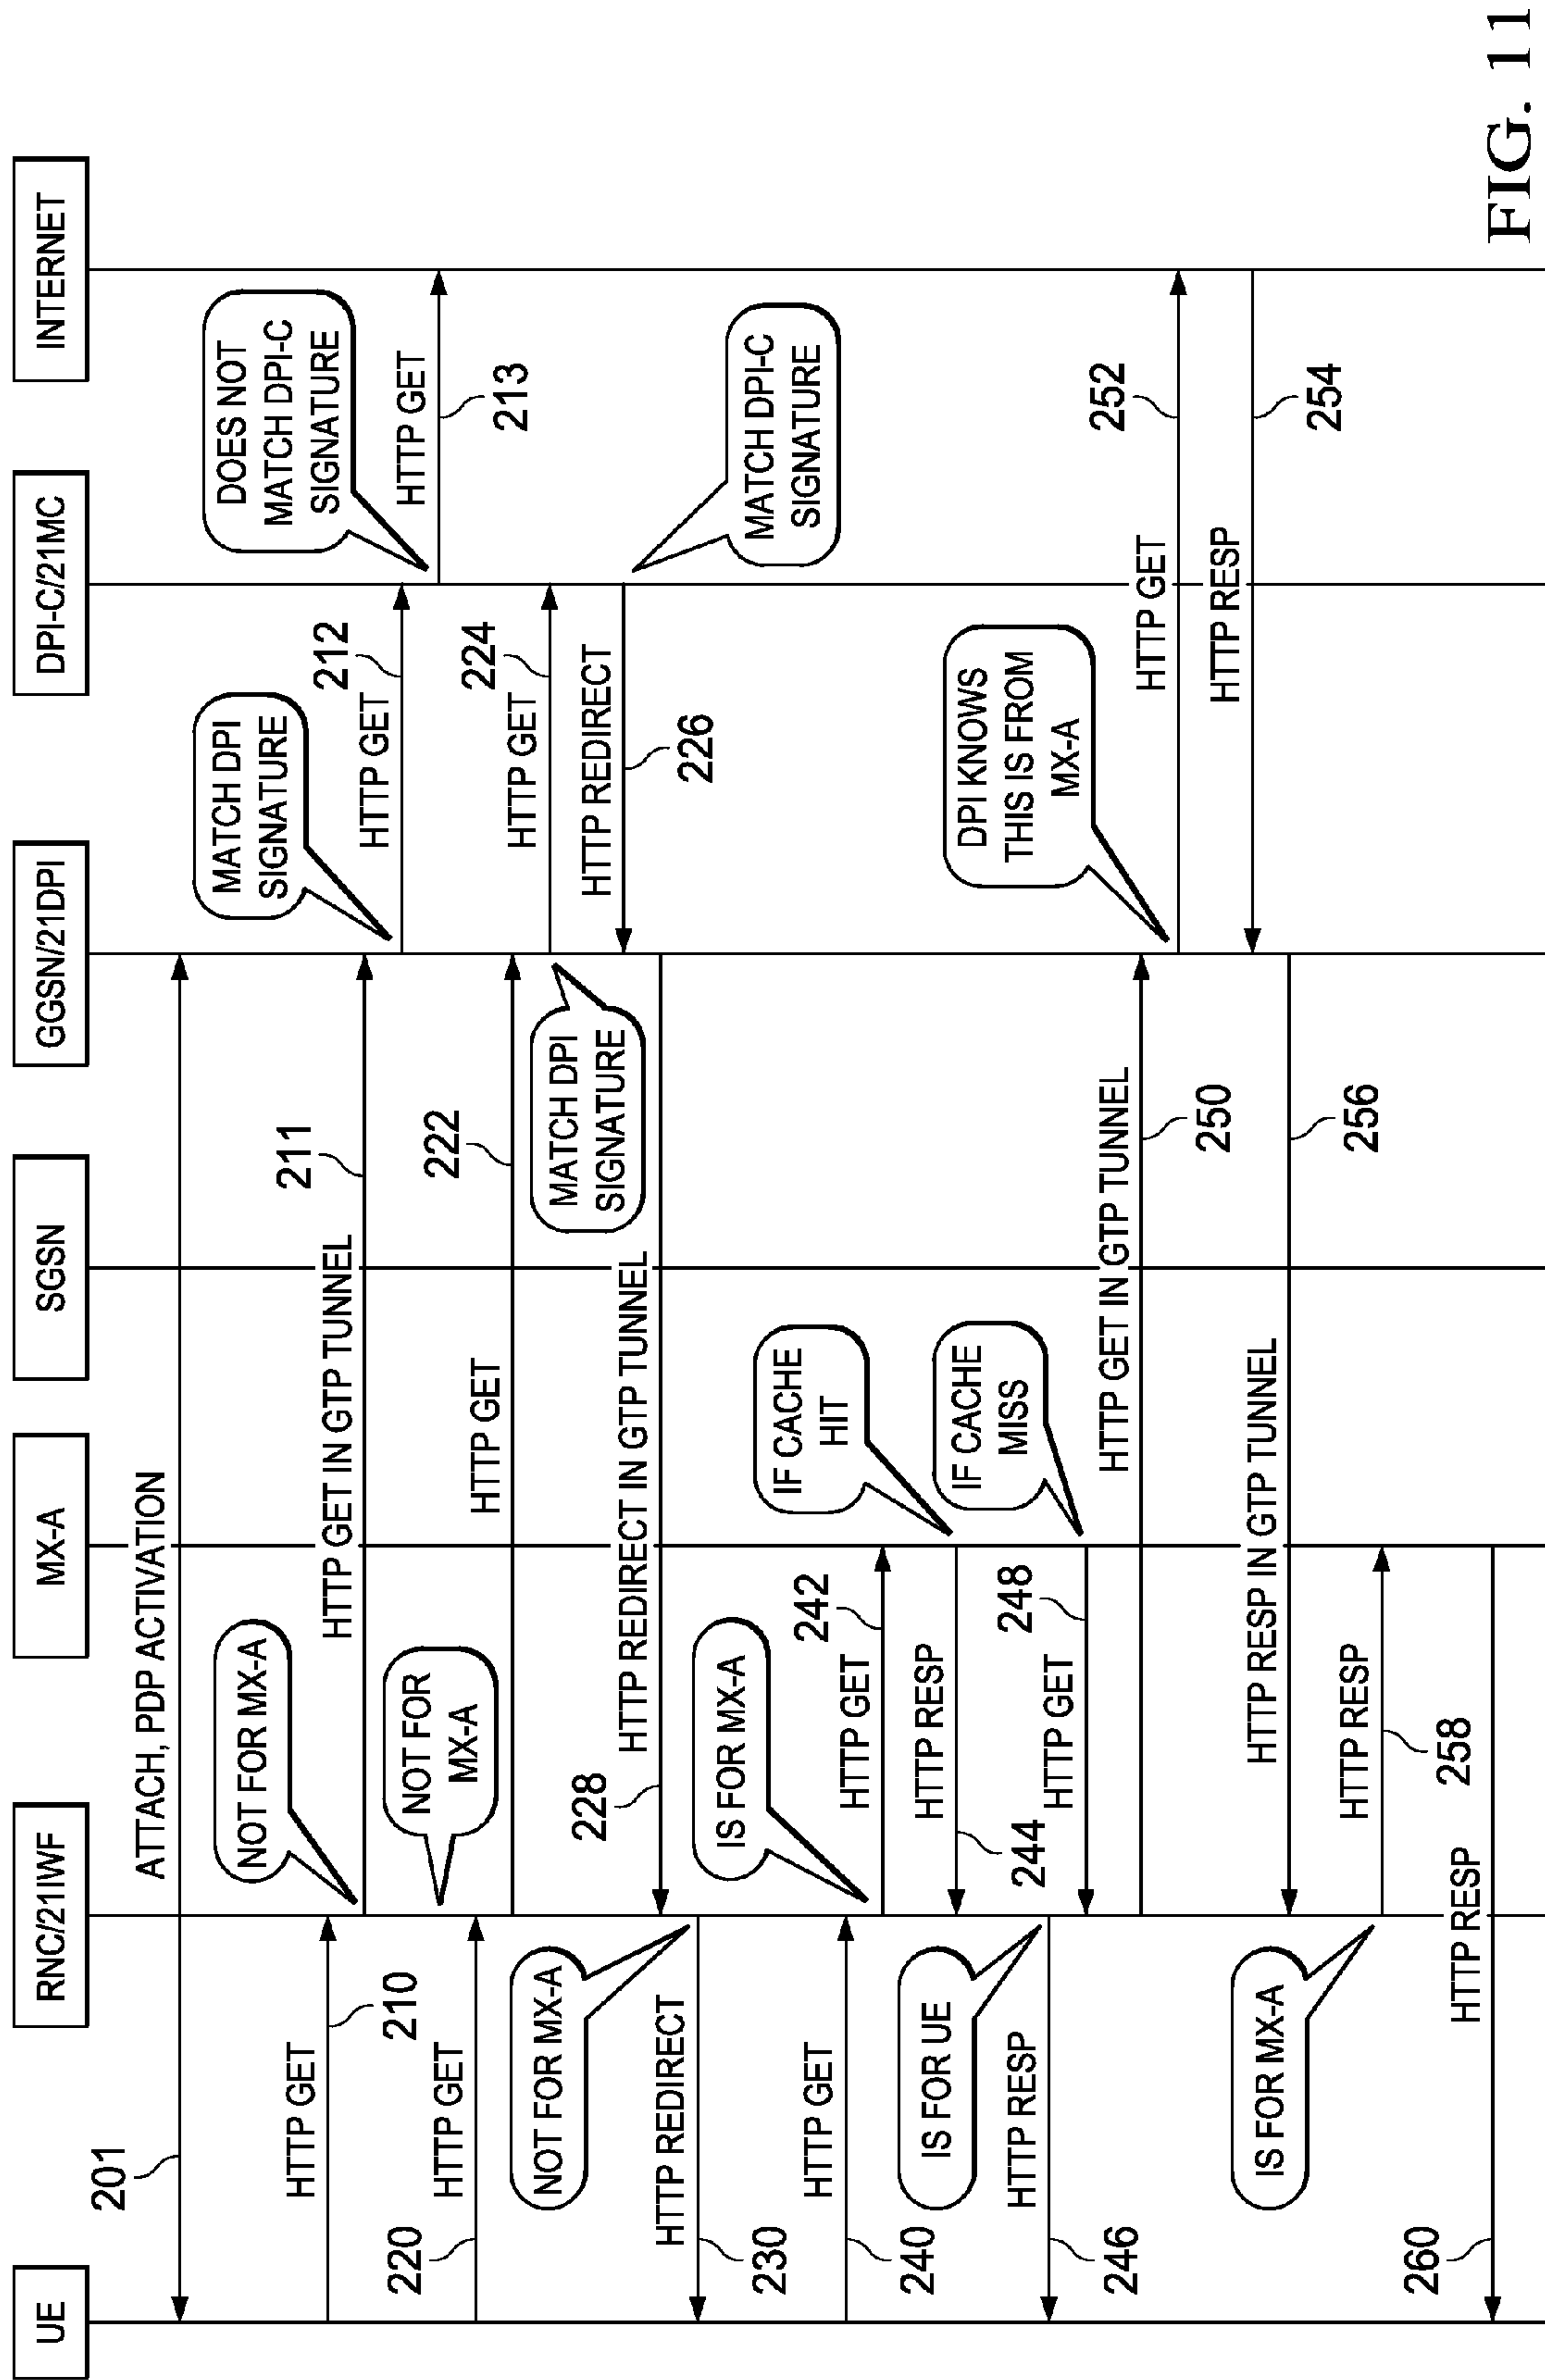 UE
RNC/21IWF
MX-A
SGSN
GGSN/21DPI
DPI-C/21MC
INTERNET
201
ATTACH, PDP ACTIVATION
HTTP GET
210
NOT FOR MX-A
HTTP GET IN GTP TUNNEL
211
MATCH DPI
SIGNATURE
HTTP GET
212
DOES NOT
MATCH DPI-C
SIGNATURE
HTTP GET
213
220
HTTP GET
NOT FOR
MX-A
HTTP GET
222
MATCH DPI
SIGNATURE
HTTP GET
224
HTTP REDIRECT
226
MATCH DPI-C
SIGNATURE
228
HTTP REDIRECT IN GTP TUNNEL
NOT FOR MX-A
HTTP REDIRECT
230
HTTP GET
240
IS FOR MX-A
HTTP GET
242
IF CACHE
HIT
HTTP RESP
244
IS FOR UE
HTTP RESP
246
IF CACHE
MISS
HTTP GET
248
HTTP GET IN GTP TUNNEL
250
DPI KNOWS
THIS IS FROM
MX-A
HTTP GET
252
HTTP RESP
254
HTTP RESP IN GTP TUNNEL
256
IS FOR MX-A
HTTP RESP
258
260
HTTP RESP
FIG. 11